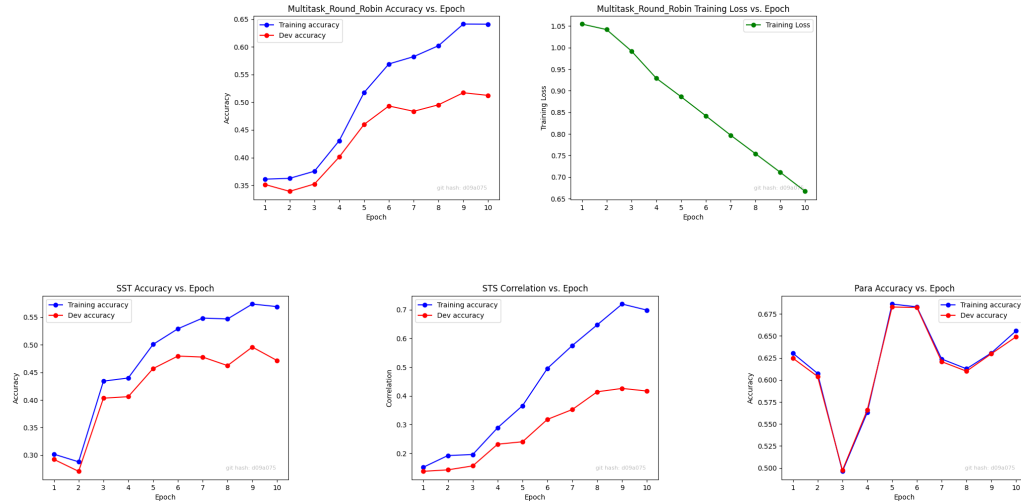 Multitask_Round_Robin Accuracy vs. Epoch
Training accuracy
Dev accuracy
Accuracy
0.65
0.60
0.55
0.50
0.45
0.40
0.35
git hash: d09a075
1 2 3 4 5 6 7 8 9 10
Epoch
Multitask_Round_Robin Training Loss vs. Epoch
Training Loss
Training Loss
1.05
1.00
0.95
0.90
0.85
0.80
0.75
0.70
0.65
git hash: d09a075
1 2 3 4 5 6 7 8 9 10
Epoch
SST Accuracy vs. Epoch
Training accuracy
Dev accuracy
Accuracy
0.55
0.50
0.45
0.40
0.35
0.30
git hash: d09a075
1 2 3 4 5 6 7 8 9 10
Epoch
STS Correlation vs. Epoch
Training accuracy
Dev accuracy
Correlation
0.7
0.6
0.5
0.4
0.3
0.2
git hash: d09a075
1 2 3 4 5 6 7 8 9 10
Epoch
Para Accuracy vs. Epoch
Training accuracy
Dev accuracy
Accuracy
0.675
0.650
0.625
0.600
0.575
0.550
0.525
0.500
git hash: d09a075
1 2 3 4 5 6 7 8 9 10
Epoch